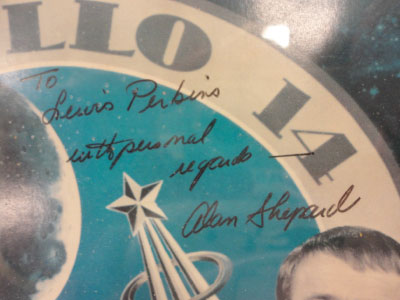 LLO 14
To
Lewis Perkins
with personal
regards —
Alan Shepard